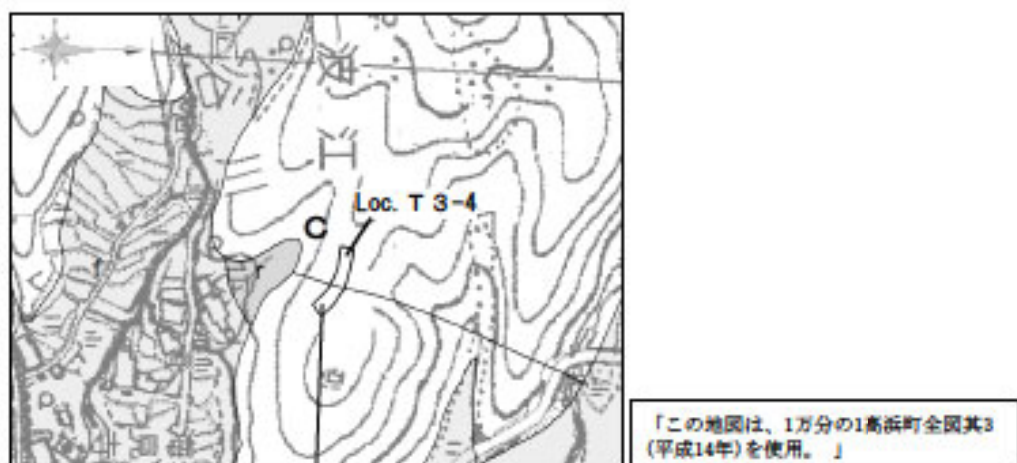 Loc. T 3-4
C
r
f
「この地図は、1万分の1高浜町全図其3
(平成14年)を使用。 」